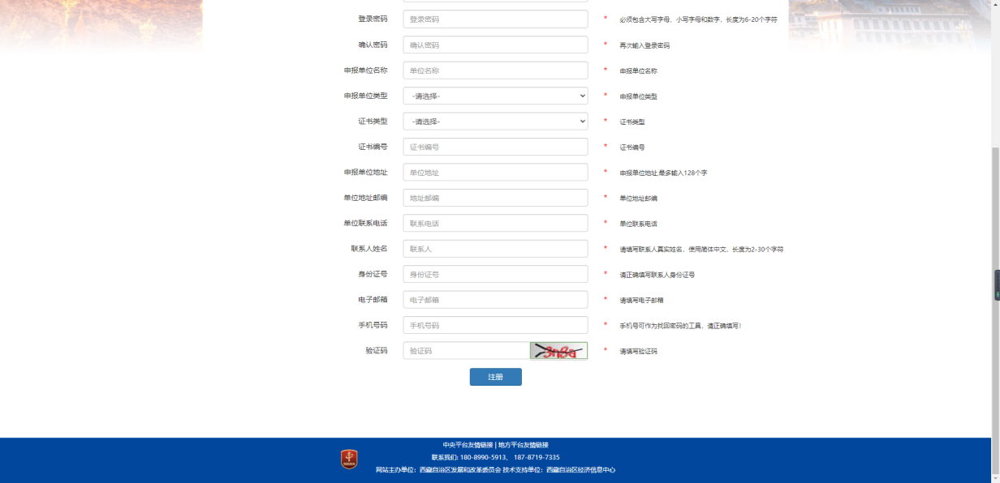 登录密码 登录密码 * 必须包含大写字母、小写字母和数字，长度为6-20个字符
确认密码 确认密码 * 再次输入登录密码
申报单位名称 单位名称 * 申报单位名称
申报单位类型 -请选择- * 申报单位类型
证书类型 -请选择- * 证书类型
证书编号 证书编号 * 证书编号
申报单位地址 单位地址 * 申报单位地址,最多输入128个字
单位地址邮编 地址邮编 * 单位地址邮编
单位联系电话 联系电话 * 单位联系电话
联系人姓名 联系人 * 请填写联系人真实姓名，使用简体中文，长度为2-30个字符
身份证号 身份证号 * 请正确填写联系人身份证号
电子邮箱 电子邮箱 * 请填写电子邮箱
手机号码 手机号码 * 手机号可作为找回密码的工具，请正确填写！
验证码 验证码 * 请填写验证码
注册
中央平台友情链接 | 地方平台友情链接
联系我们: 180-8990-5913、 187-8719-7335
网站主办单位：西藏自治区发展和改革委员会 技术支持单位：西藏自治区经济信息中心